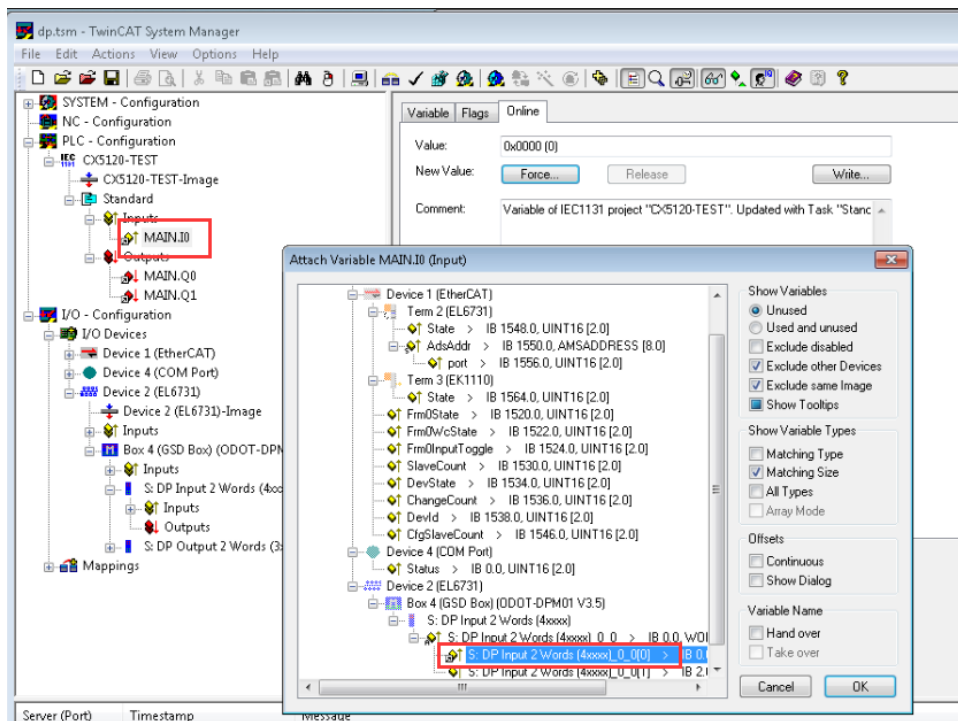 dp.tsm - TwinCAT System Manager
File Edit Actions View Options Help
SYSTEM - Configuration
NC - Configuration
PLC - Configuration
IEC 1131 CX5120-TEST
CX5120-TEST-Image
Standard
Inputs
MAIN.I0
Outputs
MAIN.Q0
MAIN.Q1
I/O - Configuration
I/O Devices
Device 1 (EtherCAT)
Device 4 (COM Port)
Device 2 (EL6731)
Device 2 (EL6731)-Image
Inputs
Box 4 (GSD Box) (ODOT-DPM
Inputs
S: DP Input 2 Words (4xxx
Inputs
Outputs
S: DP Output 2 Words (3x
Mappings
Variable Flags Online
Value: 0x0000 (0)
New Value: Force... Release Write...
Comment: Variable of IEC1131 project "CX5120-TEST". Updated with Task "Stanc
Attach Variable MAIN.I0 (Input)
Device 1 (EtherCAT)
Term 2 (EL6731)
State > IB 1548.0, UINT16 [2.0]
AdsAddr > IB 1550.0, AMSADDRESS [8.0]
port > IB 1556.0, UINT16 [2.0]
Term 3 (EK1110)
State > IB 1564.0, UINT16 [2.0]
Frm0State > IB 1520.0, UINT16 [2.0]
Frm0WcState > IB 1522.0, UINT16 [2.0]
Frm0InputToggle > IB 1524.0, UINT16 [2.0]
SlaveCount > IB 1530.0, UINT16 [2.0]
DevState > IB 1534.0, UINT16 [2.0]
ChangeCount > IB 1536.0, UINT16 [2.0]
DevId > IB 1538.0, UINT16 [2.0]
CfgSlaveCount > IB 1546.0, UINT16 [2.0]
Device 4 (COM Port)
Status > IB 0.0, UINT16 [2.0]
Device 2 (EL6731)
Box 4 (GSD Box) (ODOT-DPM01 V3.5)
S: DP Input 2 Words (4xxxx)
S: DP Input 2 Words (4xxxx)_0_0 > IB 0.0, WO
S: DP Input 2 Words (4xxxx)_0_0[0] > IB 0.
S: DP Input 2 Words (4xxxx)_0_0[1] > IB 2.
Show Variables
Unused
Used and unused
Exclude disabled
Exclude other Devices
Exclude same Image
Show Tooltips
Show Variable Types
Matching Type
Matching Size
All Types
Array Mode
Offsets
Continuous
Show Dialog
Variable Name
Hand over
Take over
Cancel OK
Server (Port) Timestamp Message